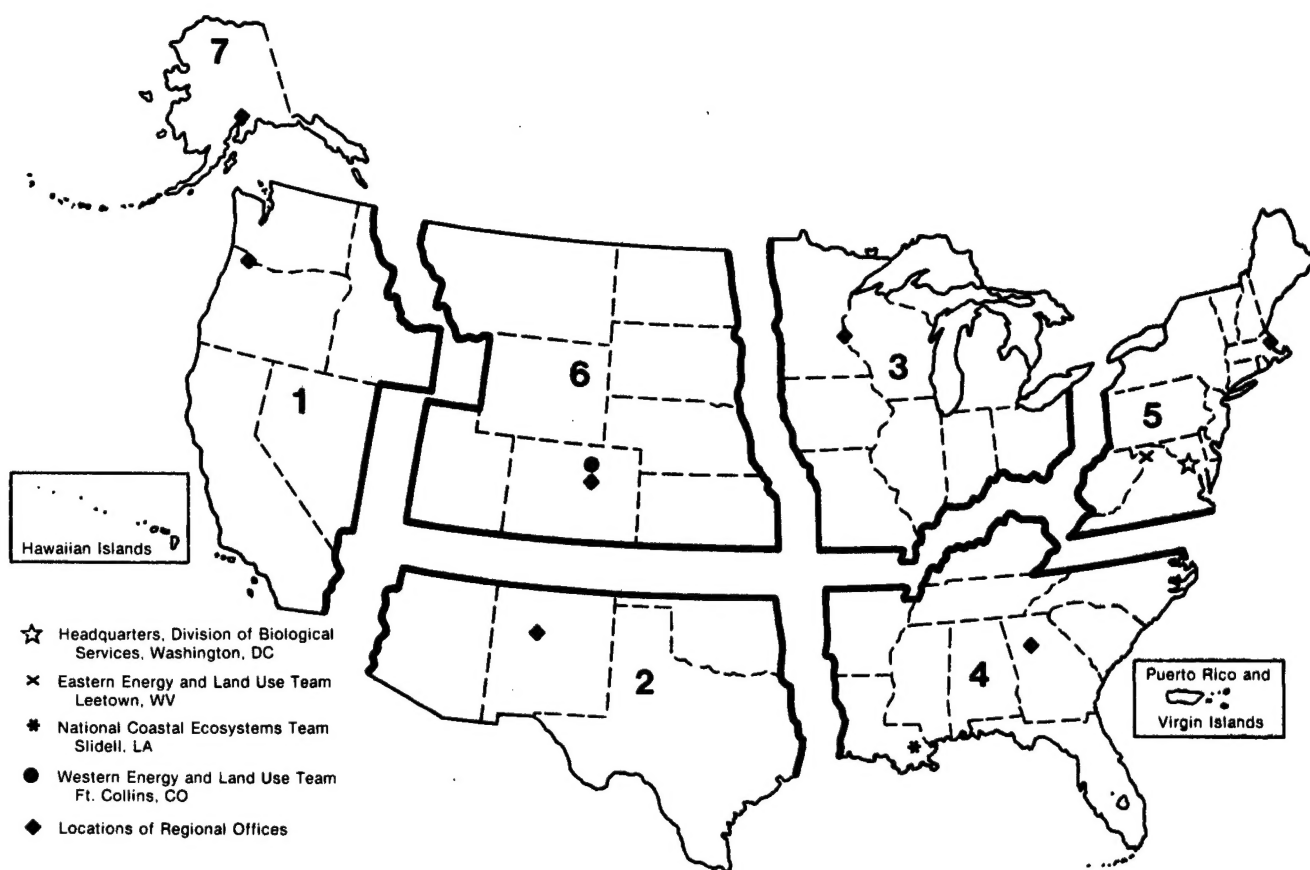 7
6
3
1
5
Hawaiian Islands
Headquarters, Division of Biological
Services, Washington, DC
Eastern Energy and Land Use Team
Leetown, WV
National Coastal Ecosystems Team
Slidell, LA
Western Energy and Land Use Team
Ft. Collins, CO
Locations of Regional Offices
2
4
Puerto Rico and
Virgin Islands